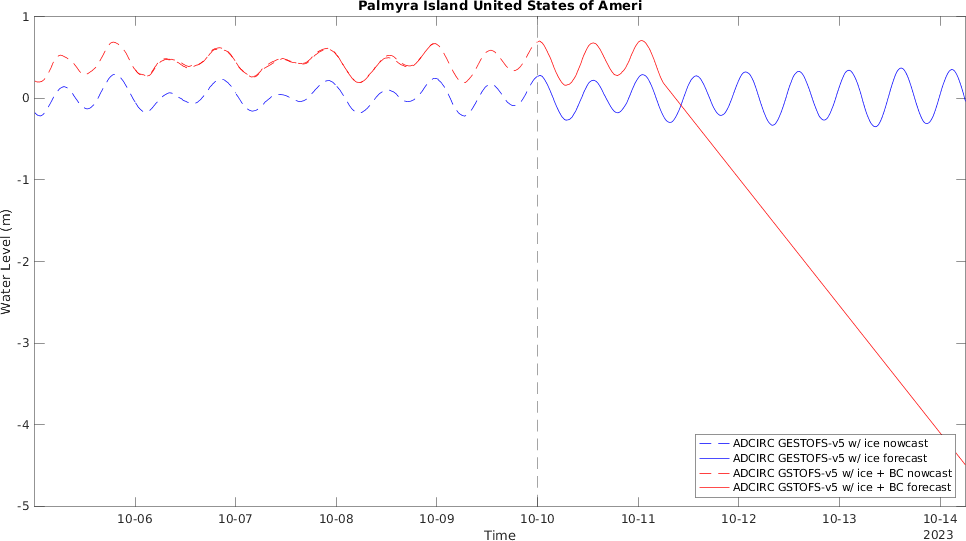 Palmyra Island United States of Ameri
1
0
-1
-2
-3
-4
-5
Water Level (m)
ADCIRC GESTOFS-v5 w/ ice nowcast
ADCIRC GESTOFS-v5 w/ ice forecast
ADCIRC GSTOFS-v5 w/ ice + BC nowcast
ADCIRC GSTOFS-v5 w/ ice + BC forecast
10-06 10-07 10-08 10-09 10-10 10-11 10-12 10-13 10-14
2023
Time